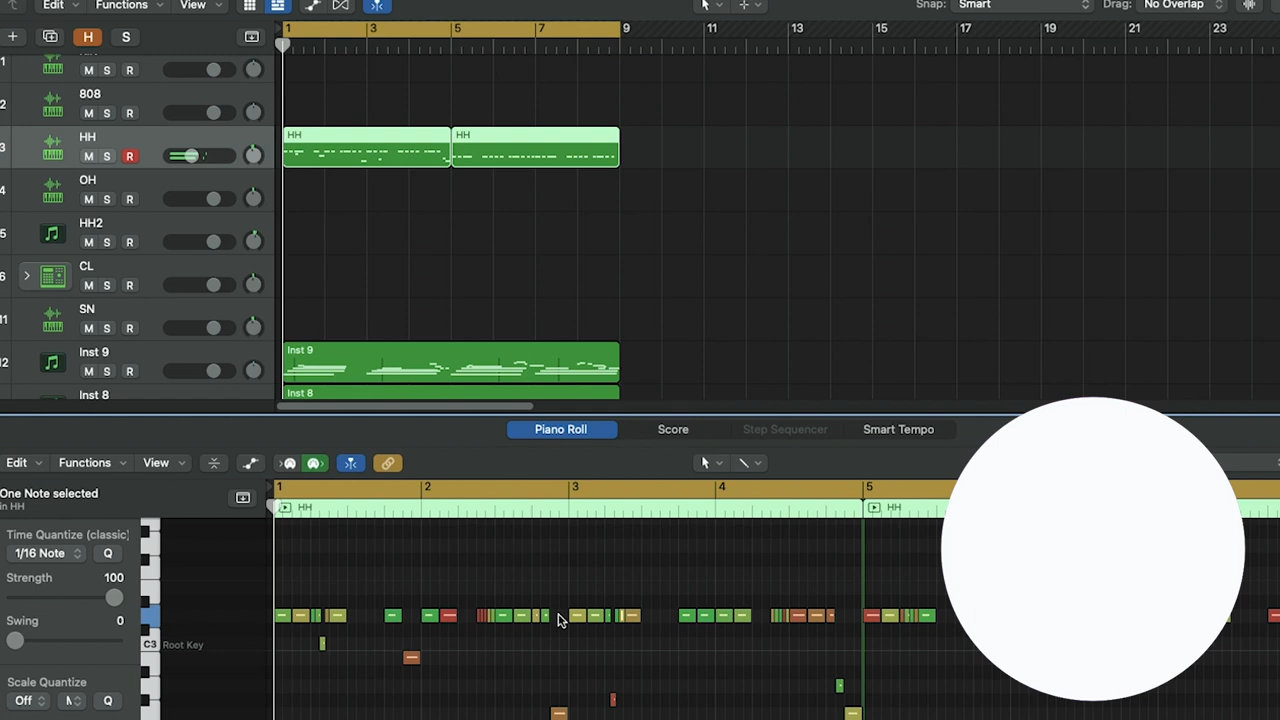 Edit Functions View Snap: Smart Drag: No Overlap
H S 1 3 5 7 9 11 13 15 17 19 21 23
1 M S R
808
2 M S R
HH HH HH
3 M S R
OH
4 M S R
HH2
5 M S R
CL
6 M S R
SN
11 M S R
Inst 9 Inst 9
12 M S R
Inst 8 Inst 8
Piano Roll Score Step Sequencer Smart Tempo
Edit Functions View
One Note selected 1 2 3 4 5
in HH HH HH
Time Quantize (classic)
1/16 Note Q
Strength 100
Swing 0
C3 Root Key
Scale Quantize
Off M Q